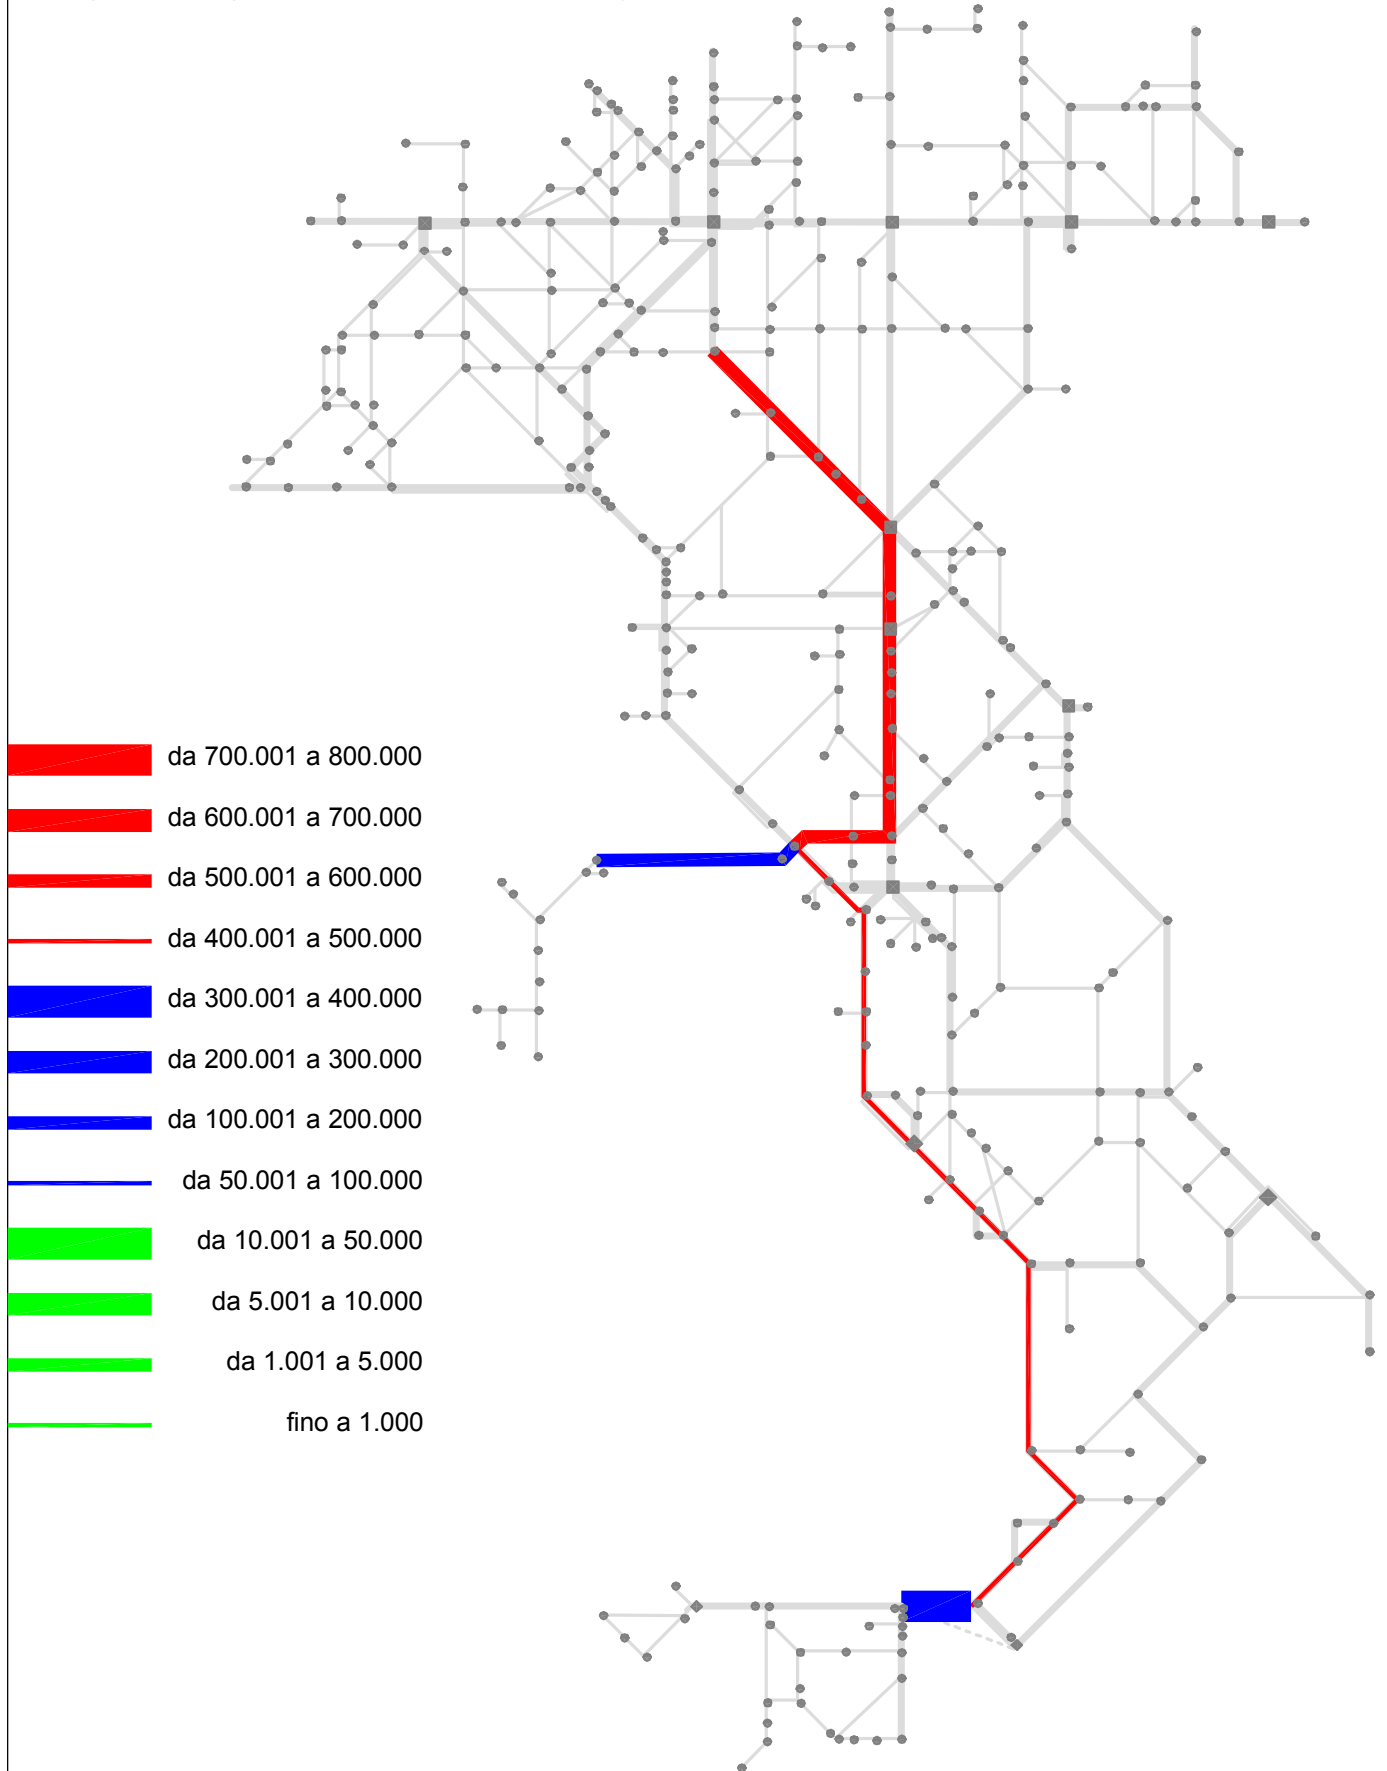 da 700.001 a 800.000
da 600.001 a 700.000
da 500.001 a 600.000
da 400.001 a 500.000
da 300.001 a 400.000
da 200.001 a 300.000
da 100.001 a 200.000
da 50.001 a 100.000
da 10.001 a 50.000
da 5.001 a 10.000
da 1.001 a 5.000
fino a 1.000